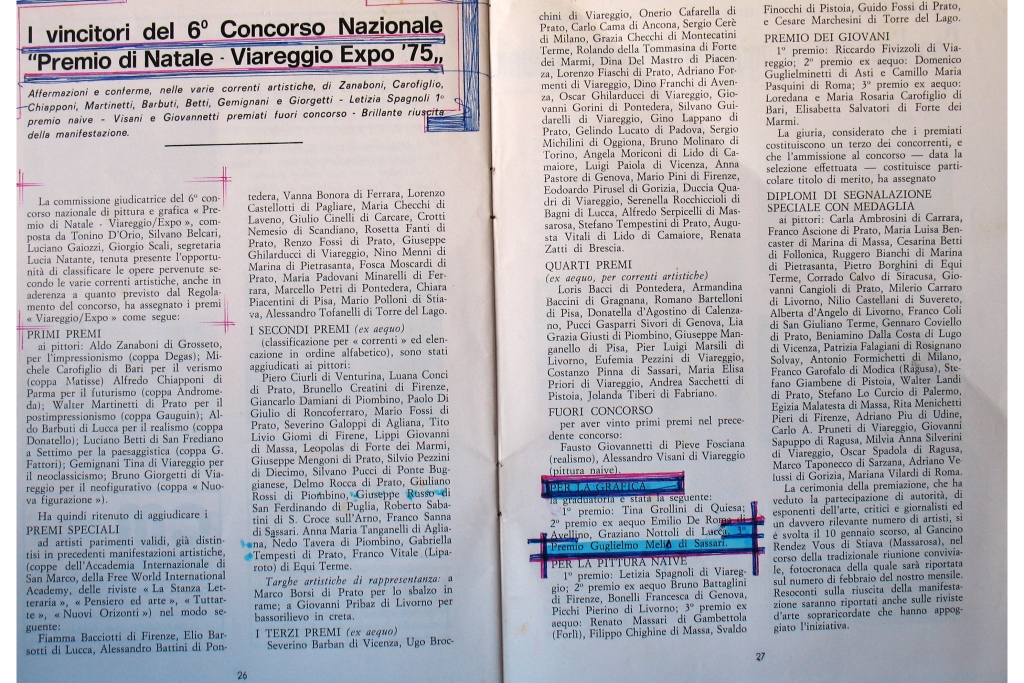 I vincitori del 6º Concorso Nazionale
"Premio di Natale - Viareggio Expo '75„
Affermazioni e conferme, nelle varie correnti artistiche, di Zanaboni, Carofiglio,
Chiapponi, Martinetti, Barbuti, Betti, Gemignani e Giorgetti - Letizia Spagnoli 1º
premio naive - Visani e Giovannetti premiati fuori concorso - Brillante riuscita
della manifestazione.
La commissione giudicatrice del 6º con-
corso nazionale di pittura e grafica « Pre-
mio di Natale - Viareggio/Expo », com-
posta da Tonino D'Orio, Silvano Belcari,
Luciano Gaiozzi, Giorgio Scali, segretaria
Lucia Natante, tenuta presente l'opportu-
nità di classificare le opere pervenute se-
condo le varie correnti artistiche, anche in
aderenza a quanto previsto dal Regola-
mento del concorso, ha assegnato i premi
« Viareggio/Expo » come segue:
PRIMI PREMI
ai pittori: Aldo Zanaboni di Grosseto,
per l'impressionismo (coppa Degas); Mi-
chele Carofiglio di Bari per il verismo
(coppa Matisse) Alfredo Chiapponi di
Parma per il futurismo (coppa Androme-
da); Walter Martinetti di Prato per il
postimpressionismo (coppa Gauguin); Al-
do Barbuti di Lucca per il realismo (coppa
Donatello); Luciano Betti di San Frediano
a Settimo per la paesaggistica (coppa G.
Fattori); Gemignani Tina di Viareggio per
il neoclassicismo; Bruno Giorgetti di Via-
reggio per il neofigurativo (coppa « Nuo-
va figurazione »).
Ha quindi ritenuto di aggiudicare i
PREMI SPECIALI
ad artisti parimenti validi, già distin-
tisi in precedenti manifestazioni artistiche,
(coppe dell'Accademia Internazionale di
San Marco, della Free World International
Academy, delle riviste « La Stanza Let-
teraria », « Pensiero ed arte », « Tuttar-
te », « Nuovi Orizonti ») nel modo se-
guente:
Fiamma Bacciotti di Firenze, Elio Bar-
sotti di Lucca, Alessandro Battini di Pon-
tedera, Vanna Bonora di Ferrara, Lorenzo
Castellotti di Pagliare, Maria Checchi di
Laveno, Giulio Cinelli di Carcare, Crotti
Nemesio di Scandiano, Rosetta Fanti di
Prato, Renzo Fossi di Prato, Giuseppe
Ghilarducci di Viareggio, Nino Menni di
Marina di Pietrasanta, Fosca Moscardi di
Prato, Maria Padovani Minarelli di Fer-
rara, Marcello Petri di Pontedera, Chiara
Piacentini di Pisa, Mario Polloni di Stia-
va, Alessandro Tofanelli di Torre del Lago.
I SECONDI PREMI (ex aequo)
(classificazione per « correnti » ed elen-
cazione in ordine alfabetico), sono stati
aggiudicati ai pittori:
Piero Ciurli di Venturina, Luana Conci
di Prato, Brunello Creatini di Firenze,
Giancarlo Damiani di Piombino, Paolo Di
Giulio di Roncoferraro, Mario Fossi di
Prato, Severino Galoppi di Agliana, Tito
Livio Giomi di Firene, Lippi Giovanni
di Massa, Leopolas di Forte dei Marmi,
Giuseppe Mengoni di Prato, Silvio Pezzini
di Diecimo, Silvano Pucci di Ponte Bug-
gianese, Delmo Rocca di Prato, Giuliano
Rossi di Piombino, Giuseppe Russo di
San Ferdinando di Puglia, Roberto Saba-
tini di S. Croce sull'Arno, Franco Sanna
di Sassari. Anna Maria Tanganelli di Aglia-
na, Nedo Tavera di Piombino, Gabriella
Tempesti di Prato, Franco Vitale (Lipa-
roto) di Equi Terme.
Targhe artistiche di rappresentanza: a
Marco Borsi di Prato per lo sbalzo in
rame; a Giovanni Pribaz di Livorno per
bassorilievo in creta.
I TERZI PREMI (ex aequo)
Severino Barban di Vicenza, Ugo Broc-
26
chini di Viareggio, Onerio Cafarella di
Prato, Carlo Cama di Ancona, Sergio Cerè
di Milano, Grazia Checchi di Montecatini
Terme, Rolando della Tommasina di Forte
dei Marmi, Dina Del Mastro di Piacen-
za, Lorenzo Fiaschi di Prato, Adriano For-
menti di Viareggio, Dino Franchi di Aven-
za, Oscar Ghilarducci di Viareggio, Gio-
vanni Gorini di Pontedera, Silvano Gui-
darelli di Viareggio, Gino Lappano di
Prato, Gelindo Lucato di Padova, Sergio
Michilini di Oggiona, Bruno Molinaro di
Torino, Angela Moriconi di Lido di Ca-
maiore, Luigi Paiola di Vicenza, Anna
Pastore di Genova, Mario Pini di Firenze,
Eodoardo Pirusel di Gorizia, Duccia Qua-
dri di Viareggio, Serenella Rocchiccioli di
Bagni di Lucca, Alfredo Serpicelli di Mas-
sarosa, Stefano Tempestini di Prato, Augu-
sta Vitali di Lido di Camaiore, Renata
Zatti di Brescia.
QUARTI PREMI
(ex aequo, per correnti artistiche)
Loris Bacci di Pontedera, Armandina
Baccini di Gragnana, Romano Bartelloni
di Pisa, Donatella d'Agostino di Calenza-
no, Pucci Gasparri Sivori di Genova, Lia
Grazia Giusti di Piombino, Giuseppe Man-
ganello di Pisa, Pier Luigi Marsili di
Livorno, Eufemia Pezzini di Viareggio,
Costanzo Pinna di Sassari, Maria Elisa
Priori di Viareggio, Andrea Sacchetti di
Pistoia, Jolanda Tiberi di Fabriano.
FUORI CONCORSO
per aver vinto primi premi nel prece-
dente concorso:
Fausto Giovannetti di Pieve Fosciana
(realismo), Alessandro Visani di Viareggio
(pittura naive).
PER LA GRAFICA
la graduatoria è stata la seguente:
1º premio: Tina Grollini di Quiesa;
2º premio ex aequo Emilio De Roma di
Avellino, Graziano Nottoli di Lucca, 3º
Premio Guglielmo Melia di Sassari.
PER LA PITTURA NAIVE
1º premio: Letizia Spagnoli di Viareg-
gio; 2º premio ex aequo Bruno Battaglini
di Firenze, Bonelli Francesca di Genova,
Picchi Pierino di Livorno; 3º premio ex
aequo: Renato Massari di Gambettola
(Forlì), Filippo Chighine di Massa, Svaldo
Finocchi di Pistoia, Guido Fossi di Prato,
e Cesare Marchesini di Torre del Lago.
PREMIO DEI GIOVANI
1º premio: Riccardo Fivizzoli di Via-
reggio; 2º premio ex aequo: Domenico
Guglielminetti di Asti e Camillo Maria
Pasquini di Roma; 3º premio ex aequo:
Loredana e Maria Rosaria Carofiglio di
Bari, Elisabetta Salvatori di Forte dei
Marmi.
La giuria, considerato che i premiati
costituiscono un terzo dei concorrenti, e
che l'ammissione al concorso — data la
selezione effettuata — costituisce parti-
colare titolo di merito, ha assegnato
DIPLOMI DI SEGNALAZIONE
SPECIALE CON MEDAGLIA
ai pittori: Carla Ambrosini di Carrara,
Franco Ascione di Prato, Maria Luisa Ben-
caster di Marina di Massa, Cesarina Betti
di Follonica, Ruggero Bianchi di Marina
di Pietrasanta, Pietro Borghini di Equi
Terme, Corrado Calvo di Siracusa, Gio-
vanni Cangioli di Prato, Milerio Carraro
di Livorno, Nilio Castellani di Suvereto,
Alberta d'Angelo di Livorno, Franco Coli
di San Giuliano Terme, Gennaro Coviello
di Prato, Beniamino Dalla Costa di Lugo
di Vicenza, Patrizia Falagiani di Rosignano
Solvay, Antonio Formichetti di Milano,
Franco Garofalo di Modica (Ragusa), Ste-
fano Giambene di Pistoia, Walter Landi
di Prato, Stefano Lo Curcio di Palermo,
Egizia Malatesta di Massa, Rita Menichetti
Pieri di Firenze, Adriano Piu di Udine,
Carlo A. Pruneti di Viareggio, Giovanni
Sapuppo di Ragusa, Milvia Anna Silverini
di Viareggio, Oscar Spadola di Ragusa,
Marco Taponecco di Sarzana, Adriano Ve-
lussi di Gorizia, Mariana Vilardi di Roma.
La cerimonia della premiazione, che ha
veduto la partecipazione di autorità, di
esponenti dell'arte, critici e giornalisti ed
un davvero rilevante numero di artisti, si
è svolta il 10 gennaio scorso, al Gancino
Rendez Vous di Stiava (Massarosa), nel
corso della tradizionale riunione convivia-
le, fotocronaca della quale sarà riportata
sul numero di febbraio del nostro mensile.
Resoconti sulla riuscita della manifesta-
zione saranno riportati anche sulle riviste
d'arte sopraricordate che hanno appog-
giato l'iniziativa.
27